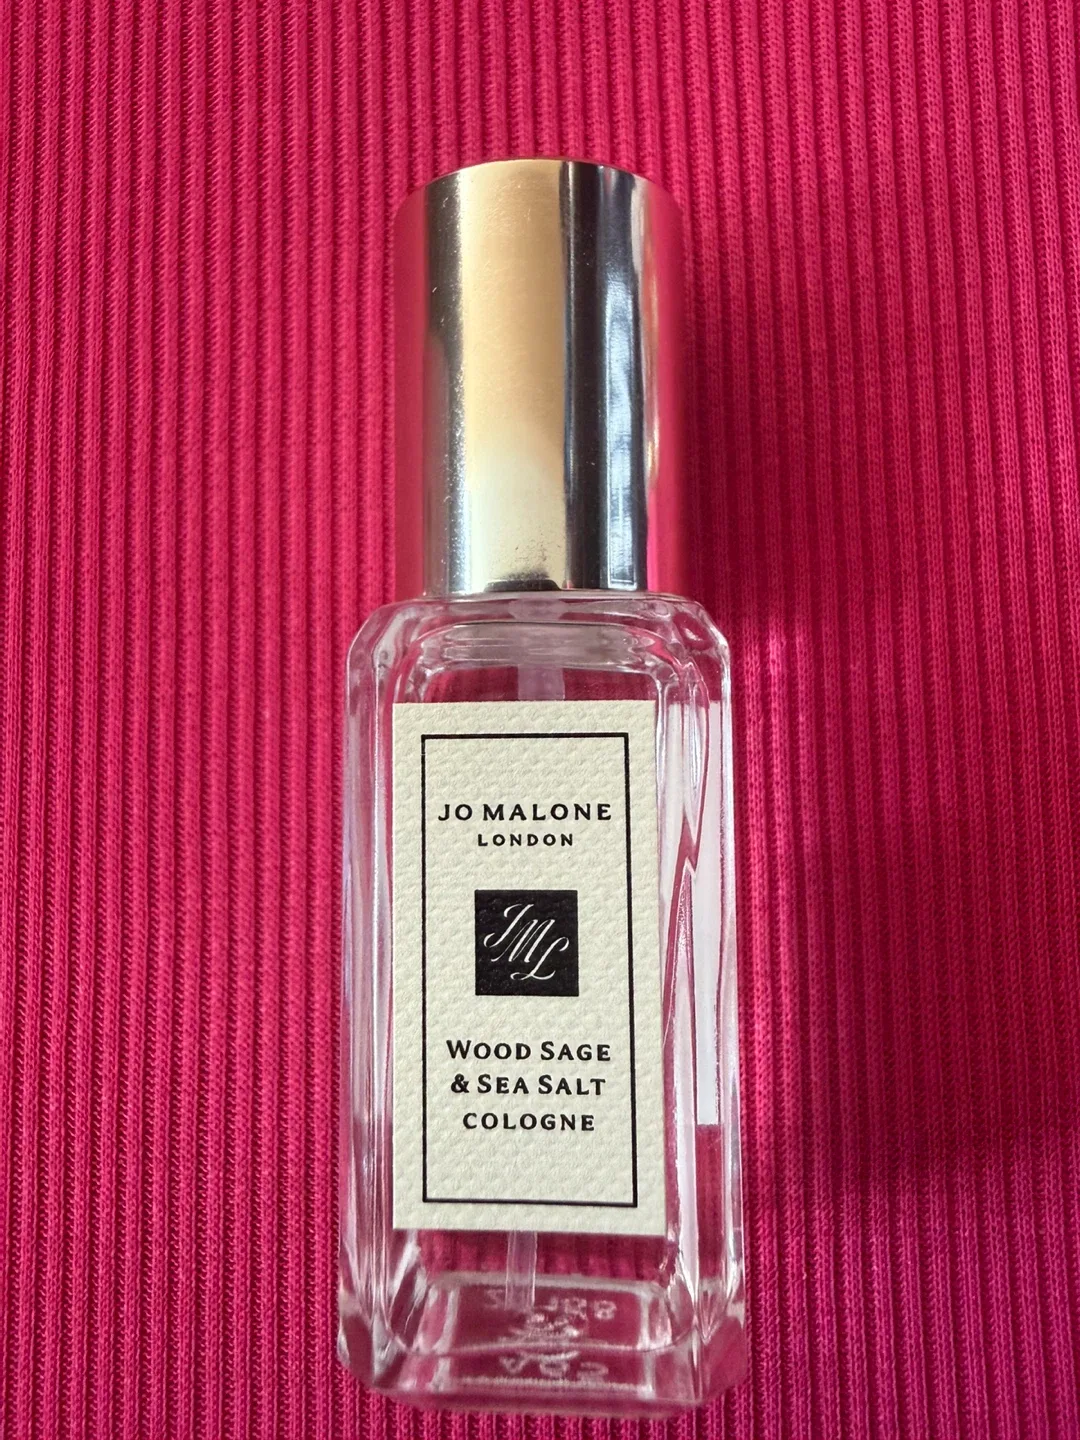 JO MALONE
LONDON
JML
WOOD SAGE
& SEA SALT
COLOGNE